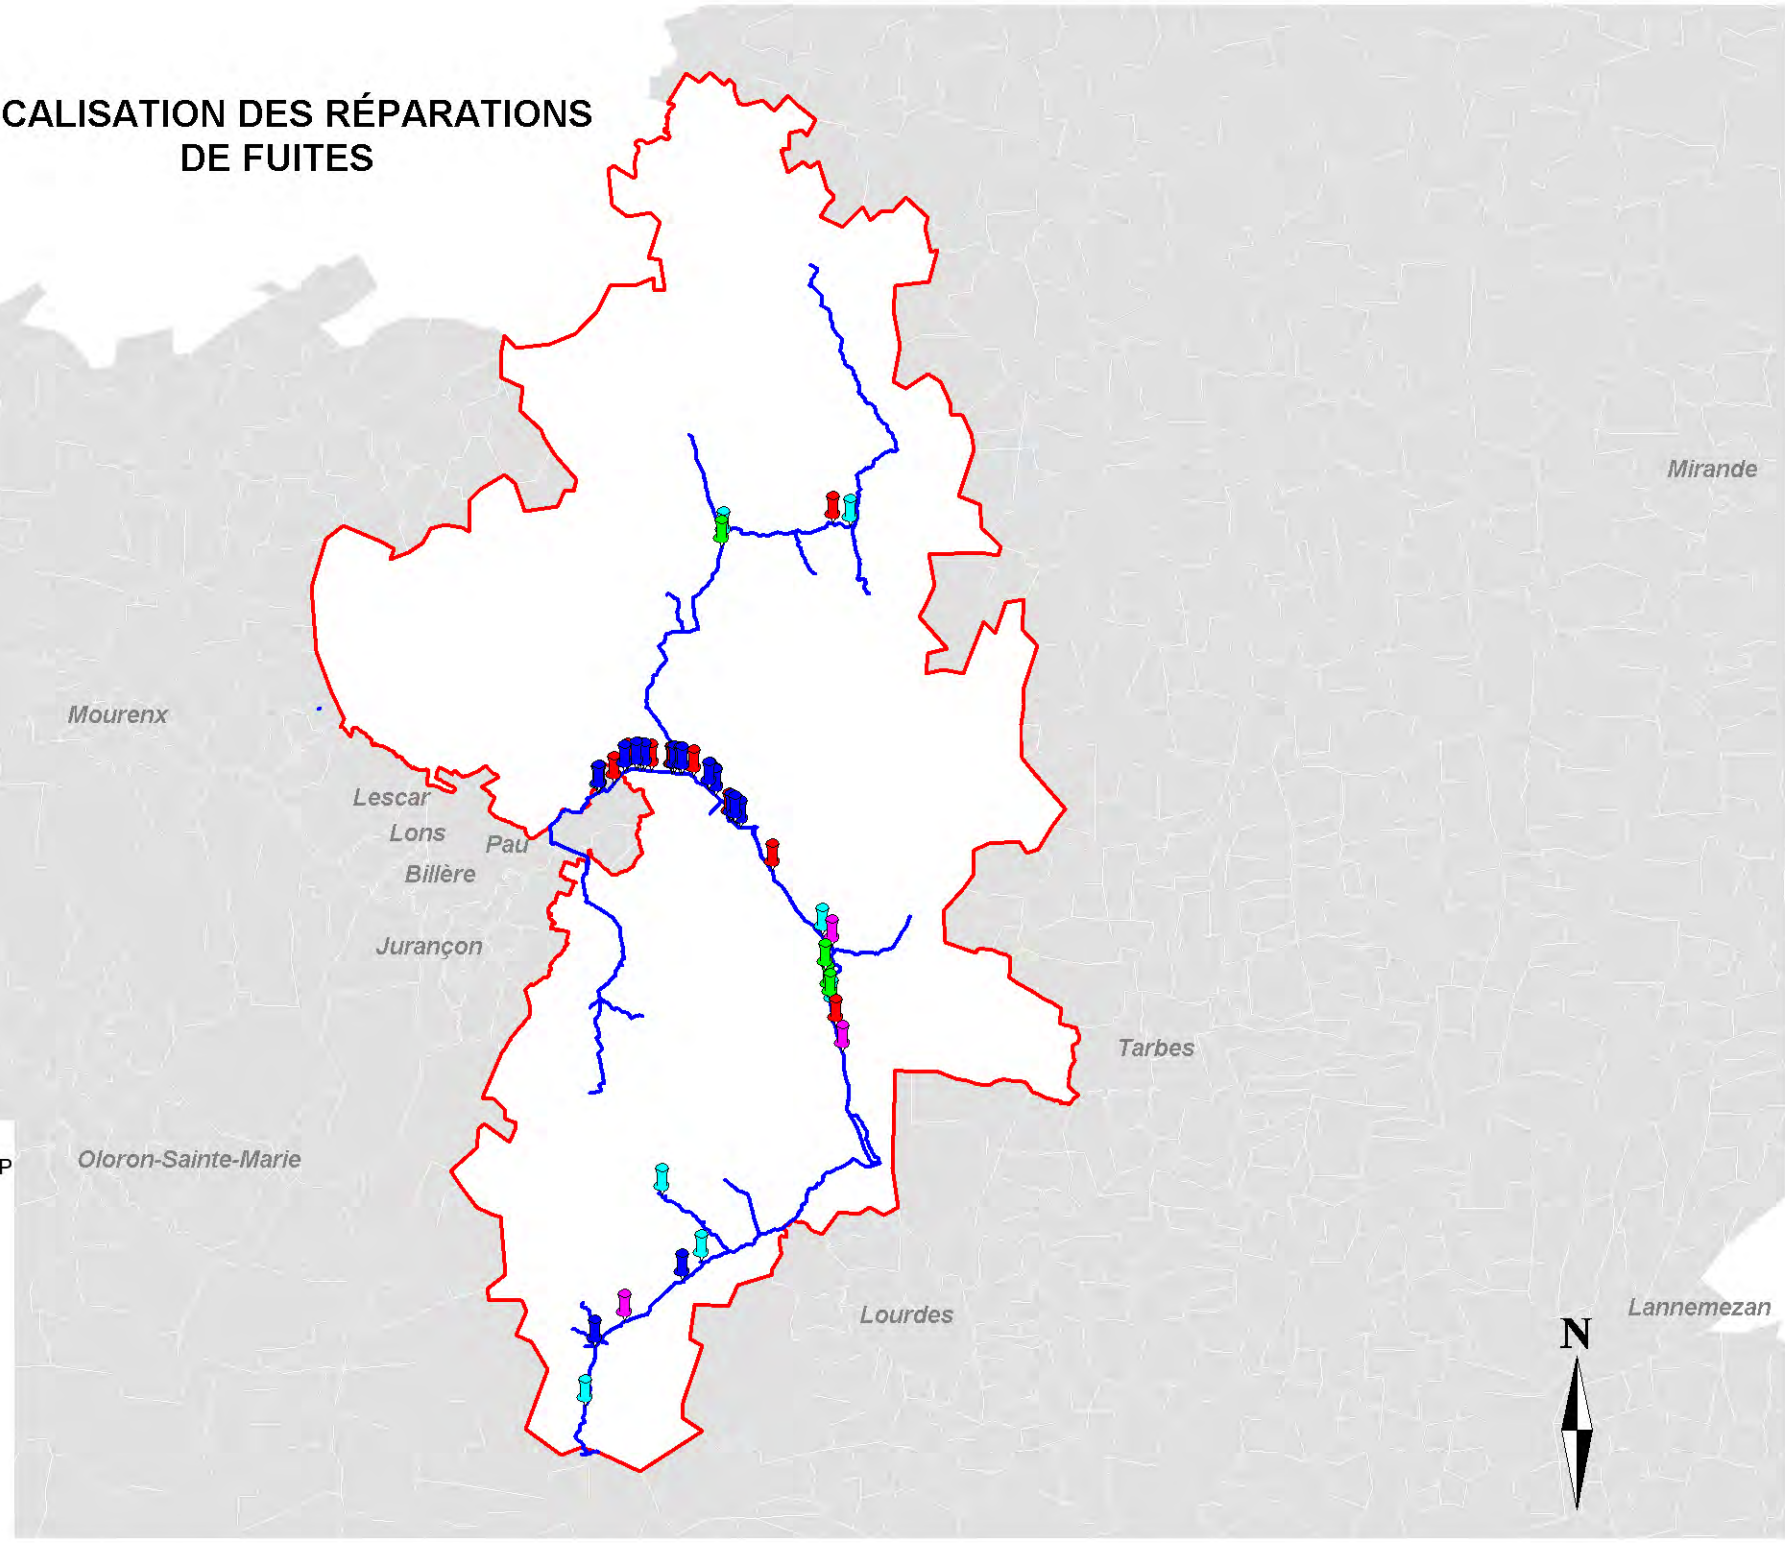 CALISATION DES RÉPARATIONS
DE FUITES
Mirande
Mourenx
Lescar
Lons
Pau
Billère
Jurançon
Tarbes
P
Oloron-Sainte-Marie
Lourdes
Lannemezan
N